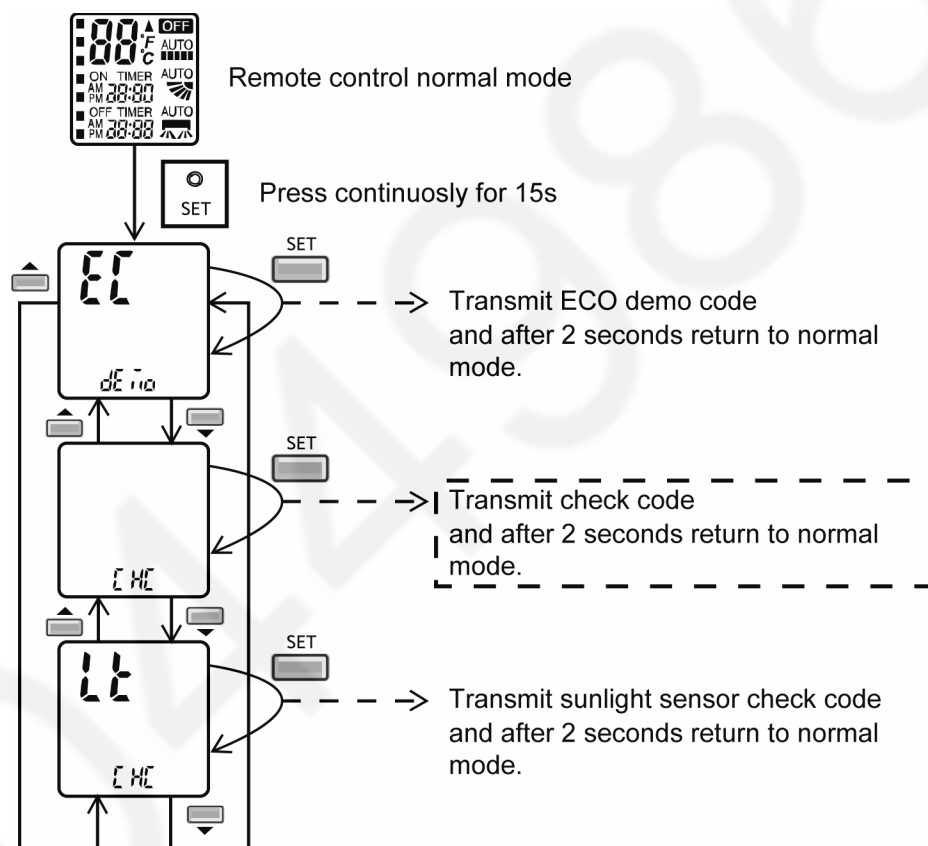 88 °F °C OFF
AUTO
ON TIMER AUTO
AM PM 88:88
OFF TIMER AUTO
AM PM 88:88
Remote control normal mode
SET
Press continuosly for 15s
EC
dEmo
SET
Transmit ECO demo code
and after 2 seconds return to normal
mode.
CHC
SET
Transmit check code
and after 2 seconds return to normal
mode.
Lt
CHC
SET
Transmit sunlight sensor check code
and after 2 seconds return to normal
mode.